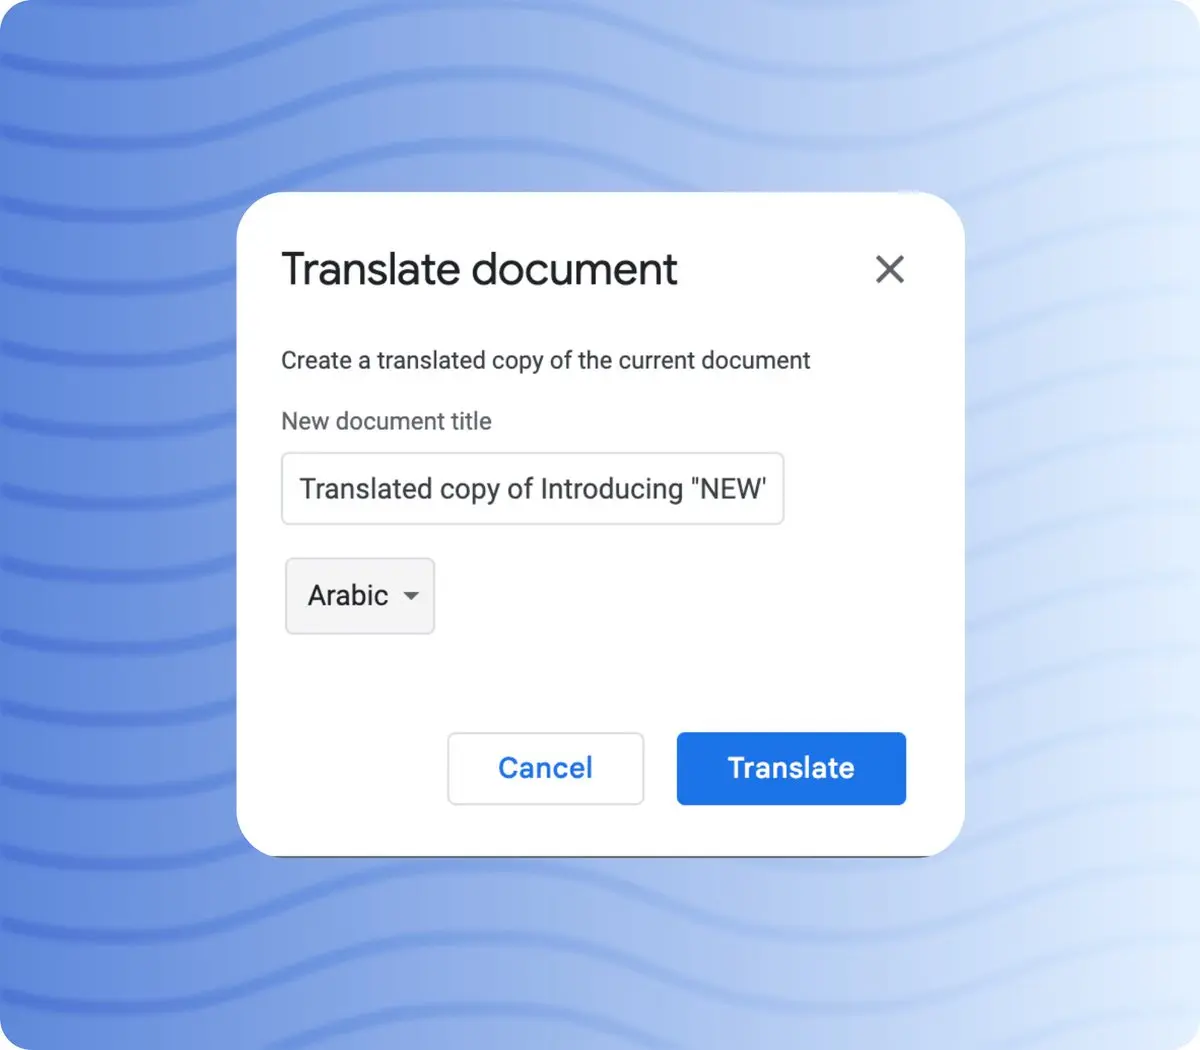 Translate document
Create a translated copy of the current document
New document title
Translated copy of Introducing "NEW'
Arabic
Cancel
Translate